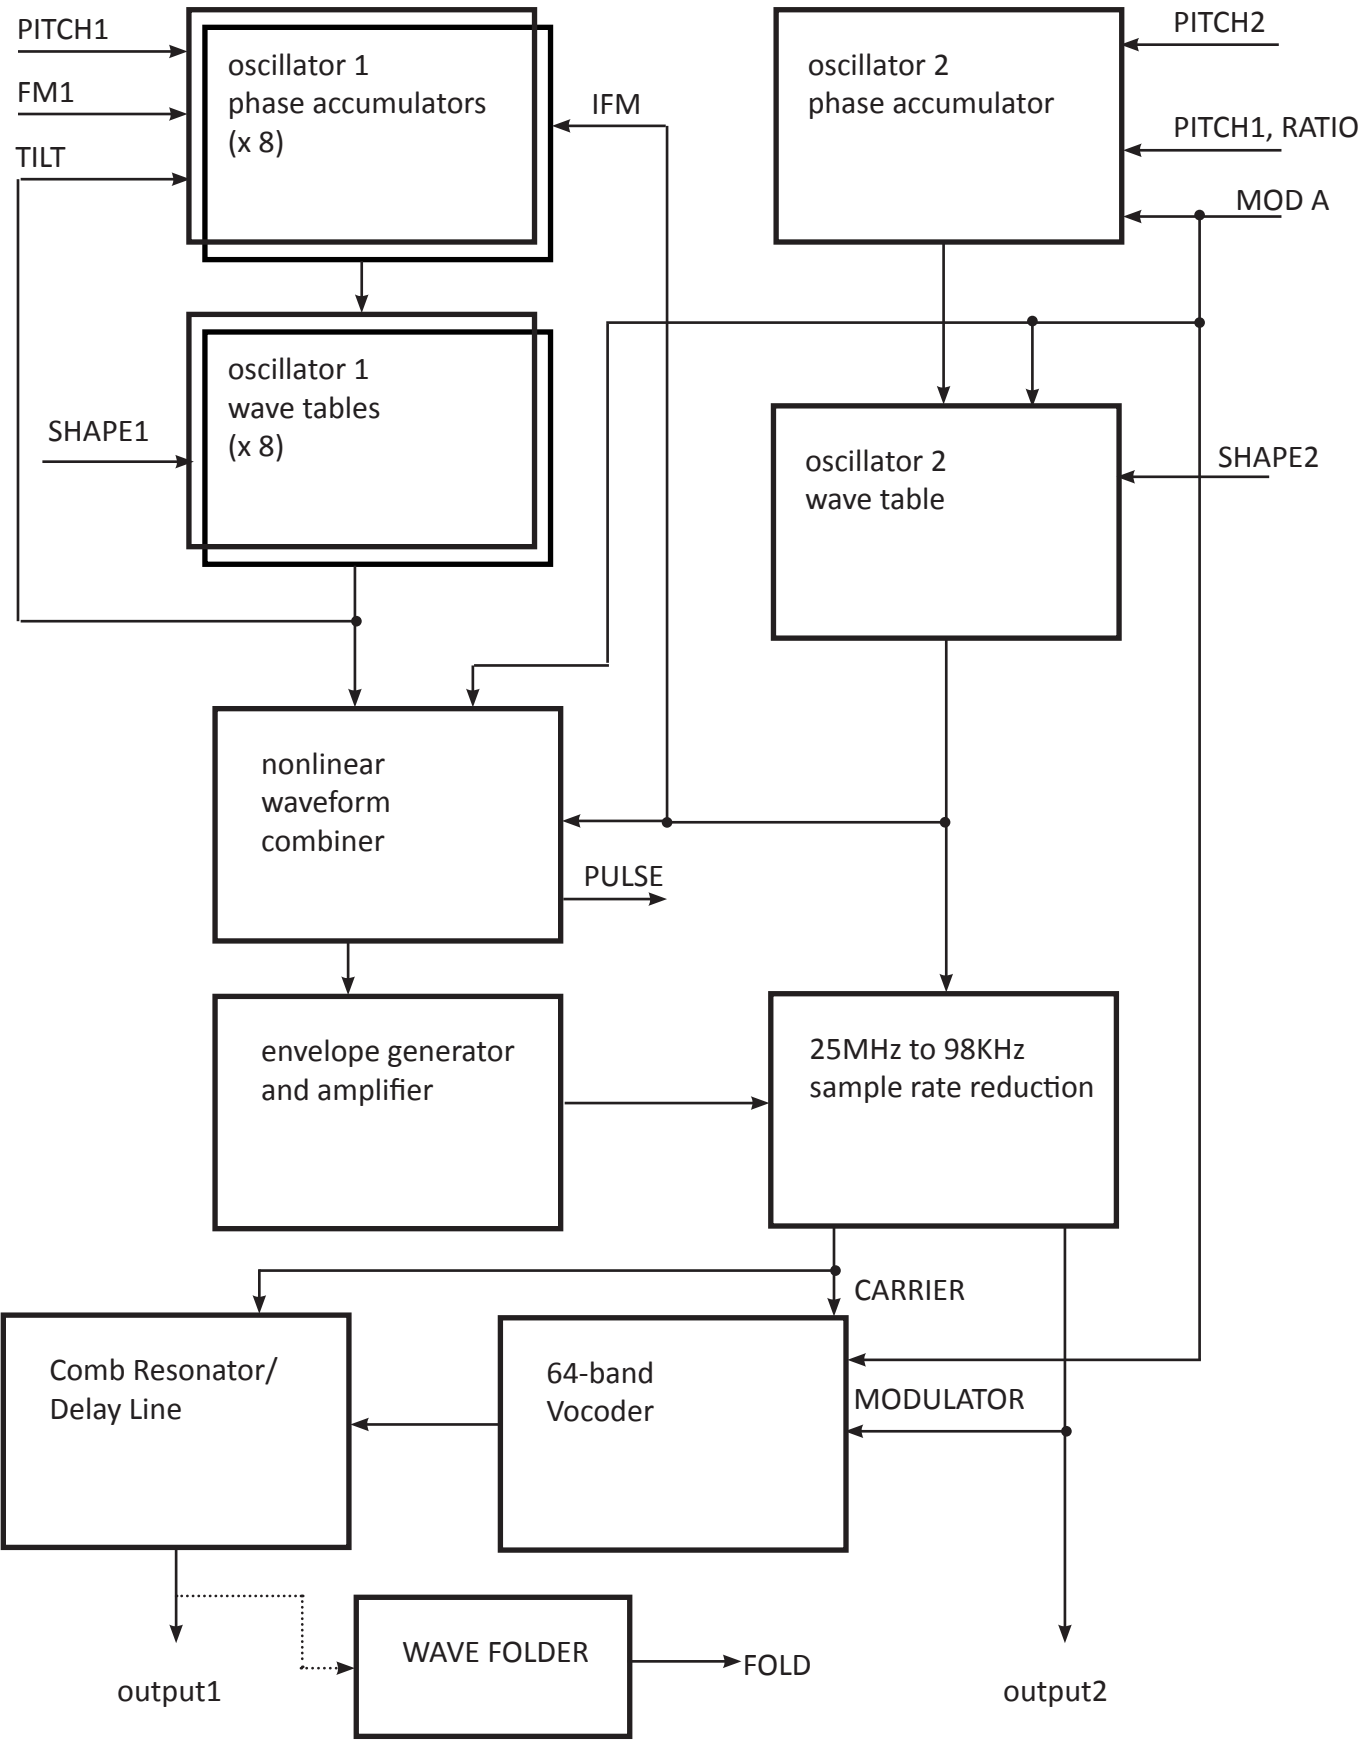 PITCH1
FM1
TILT
oscillator 1
phase accumulators
(x 8)
IFM
oscillator 2
phase accumulator
PITCH2
PITCH1, RATIO
MOD A
oscillator 1
wave tables
(x 8)
SHAPE1
oscillator 2
wave table
SHAPE2
nonlinear
waveform
combiner
PULSE
envelope generator
and amplifier
25MHz to 98KHz
sample rate reduction
CARRIER
Comb Resonator/
Delay Line
64-band
Vocoder
MODULATOR
WAVE FOLDER
FOLD
output1
output2